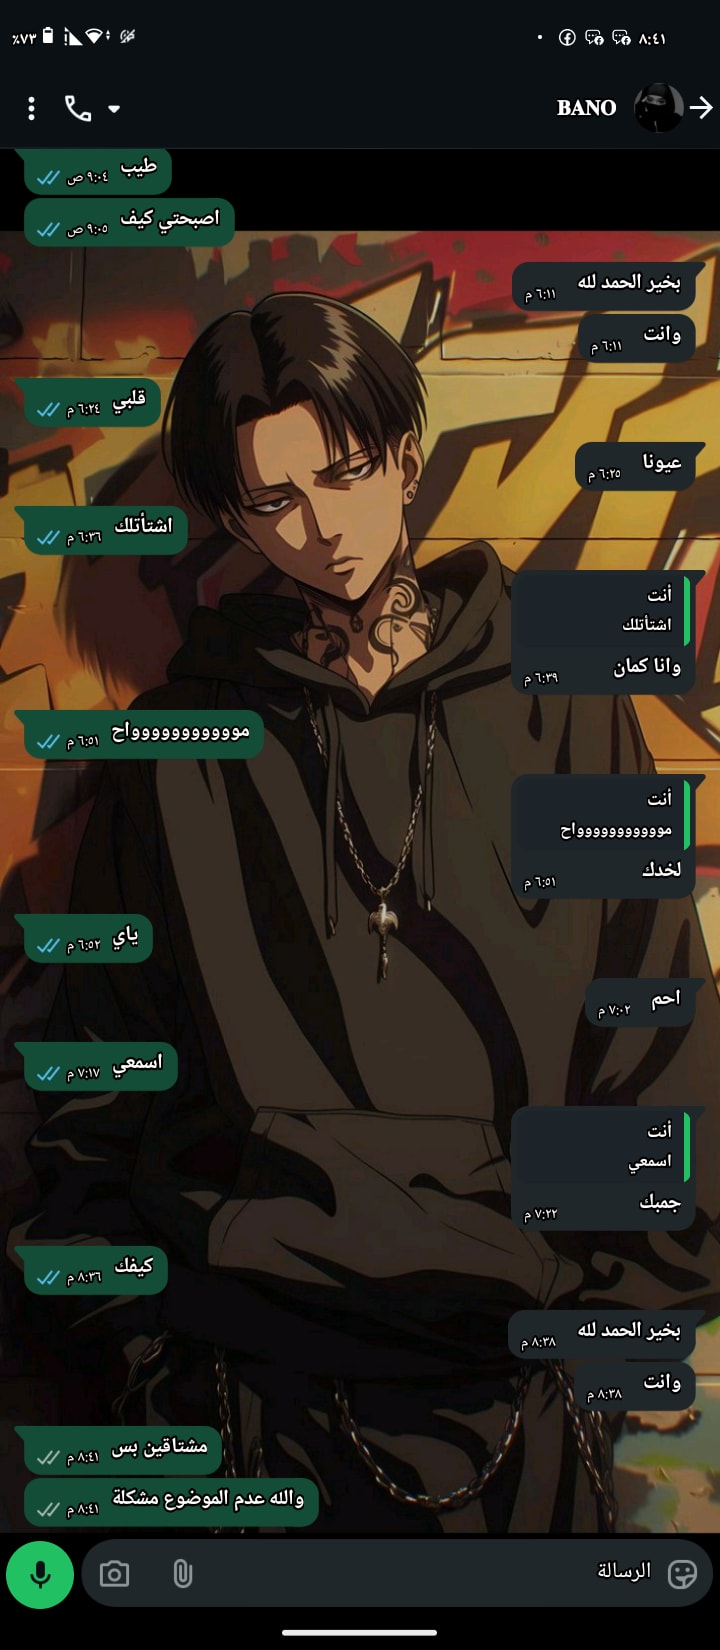 ٨:٤١
٪٧٣
BANO
طيب
٩:٠٤ ص
اصبحتي كيف
٩:٠٥ ص
بخير الحمد لله
٦:١١ م
وانت
٦:١١ م
قلبي
٦:٢٤ م
عيونا
٦:٢٥ م
اشتأتلك
٦:٣٦ م
أنت
اشتأتلك
وانا كمان
٦:٣٩ م
موووووووووواح
٦:٥١ م
أنت
موووووووووواح
لخدك
٦:٥١ م
ياي
٦:٥٢ م
احم
٧:٠٢ م
اسمعي
٧:١٧ م
أنت
اسمعي
جمبك
٧:٢٢ م
كيفك
٨:٣٦ م
بخير الحمد لله
٨:٣٨ م
وانت
٨:٣٨ م
مشتاقين بس
٨:٤١ م
والله عدم الموضوع مشكلة
٨:٤١ م
الرسالة